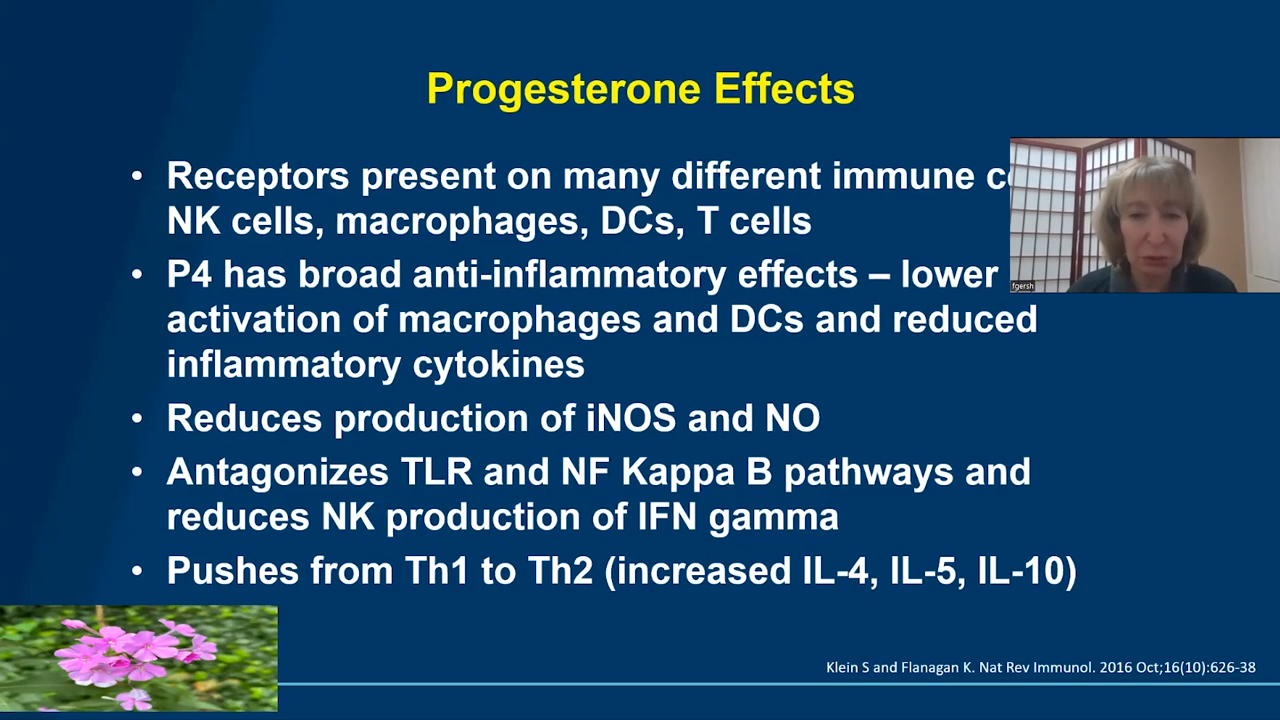 Progesterone Effects
• Receptors present on many different immune
NK cells, macrophages, DCs, T cells
• P4 has broad anti-inflammatory effects – lower
activation of macrophages and DCs and reduced
inflammatory cytokines
• Reduces production of iNOS and NO
• Antagonizes TLR and NF Kappa B pathways and
reduces NK production of IFN gamma
• Pushes from Th1 to Th2 (increased IL-4, IL-5, IL-10)
fgersh
Klein S and Flanagan K. Nat Rev Immunol. 2016 Oct;16(10):626-38